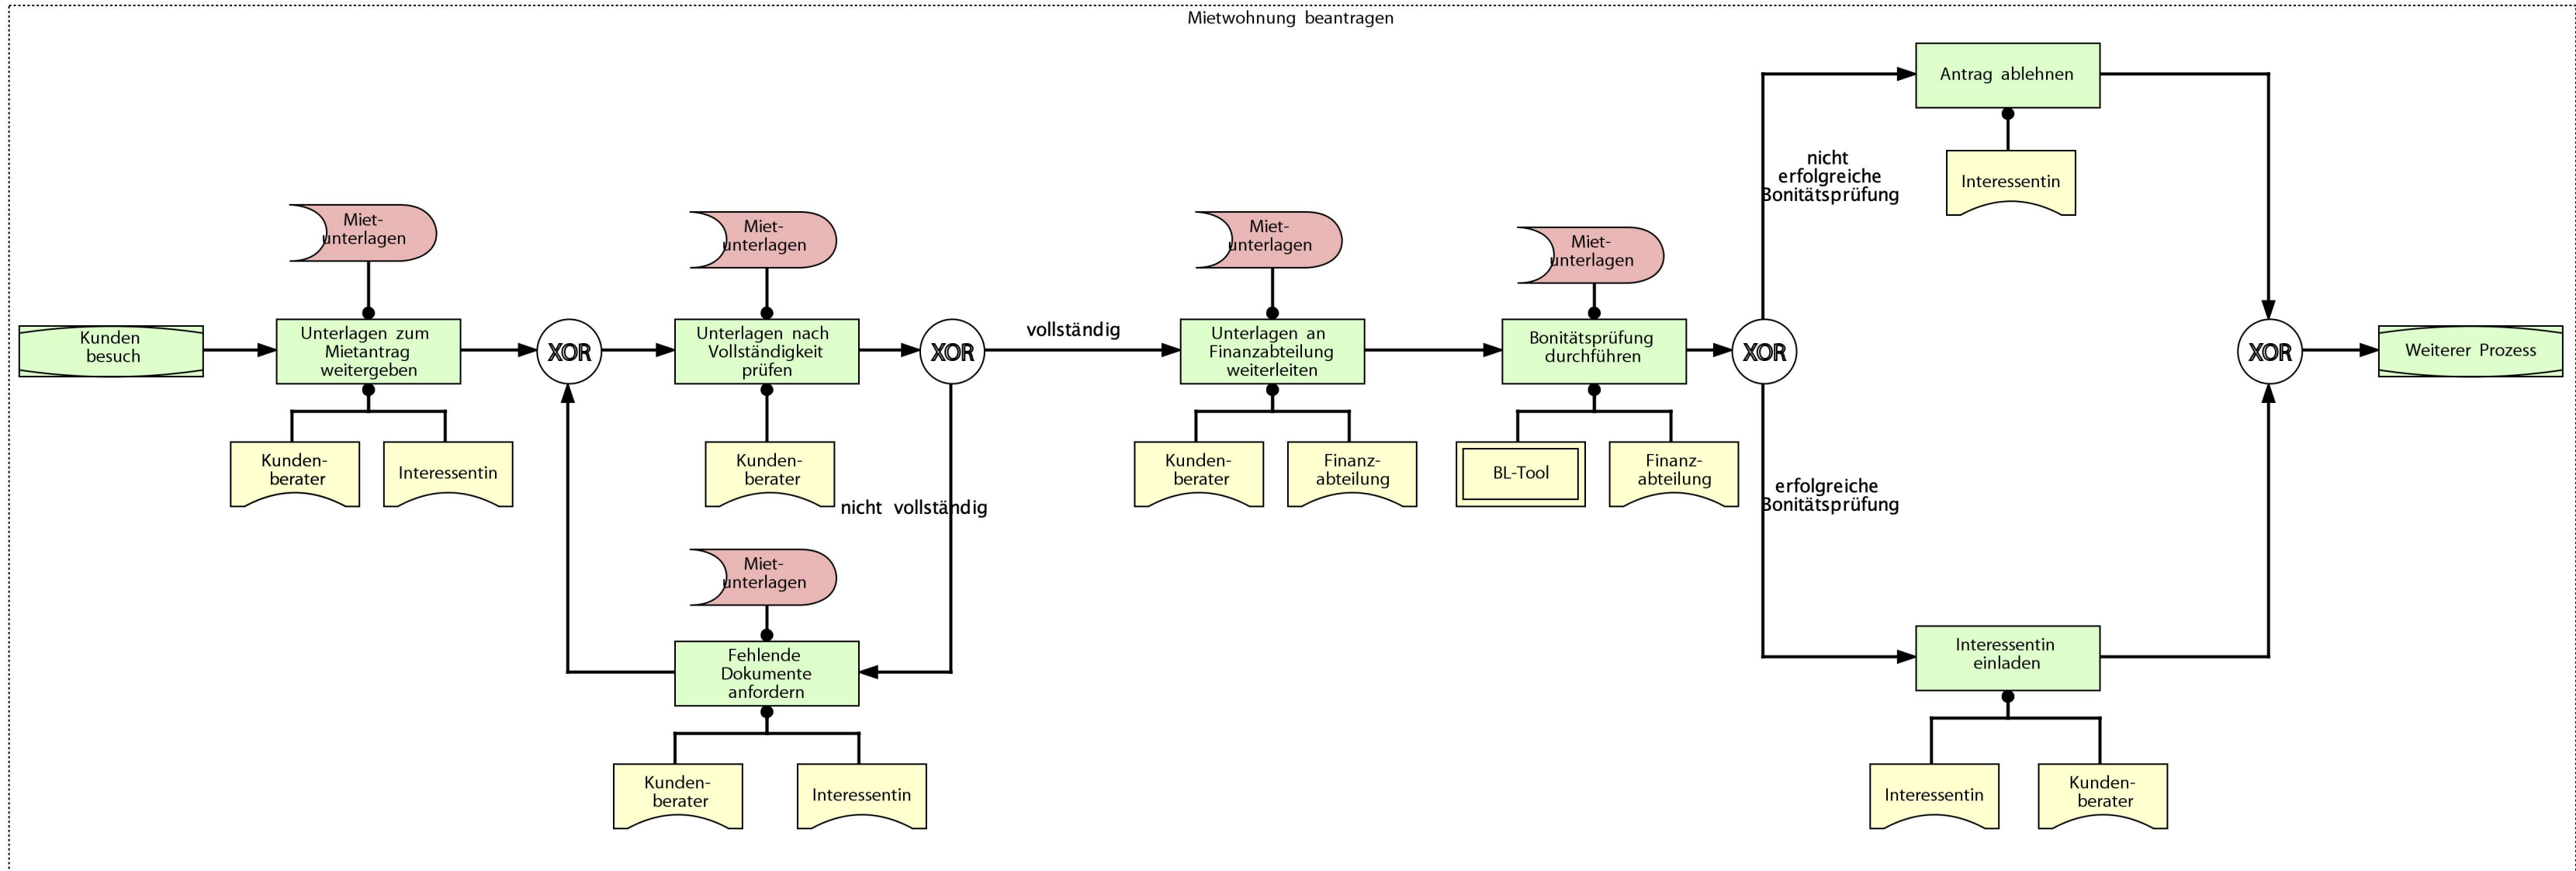 Mietwohnung beantragen
Antrag ablehnen
nicht
erfolgreiche
Bonitätsprüfung
Interessentin
Miet-
unterlagen
Miet-
unterlagen
Miet-
unterlagen
Miet-
unterlagen
Kunden
besuch
Unterlagen zum
Mietantrag
weitergeben
XOR
Unterlagen nach
Vollständigkeit
prüfen
XOR
vollständig
Unterlagen an
Finanzabteilung
weiterleiten
Bonitätsprüfung
durchführen
XOR
XOR
Weiterer Prozess
Kunden-
berater
Interessentin
Kunden-
berater
nicht vollständig
Kunden-
berater
Finanz-
abteilung
BL-Tool
Finanz-
abteilung
erfolgreiche
Bonitätsprüfung
Miet-
unterlagen
Fehlende
Dokumente
anfordern
Interessentin
einladen
Kunden-
berater
Interessentin
Interessentin
Kunden-
berater